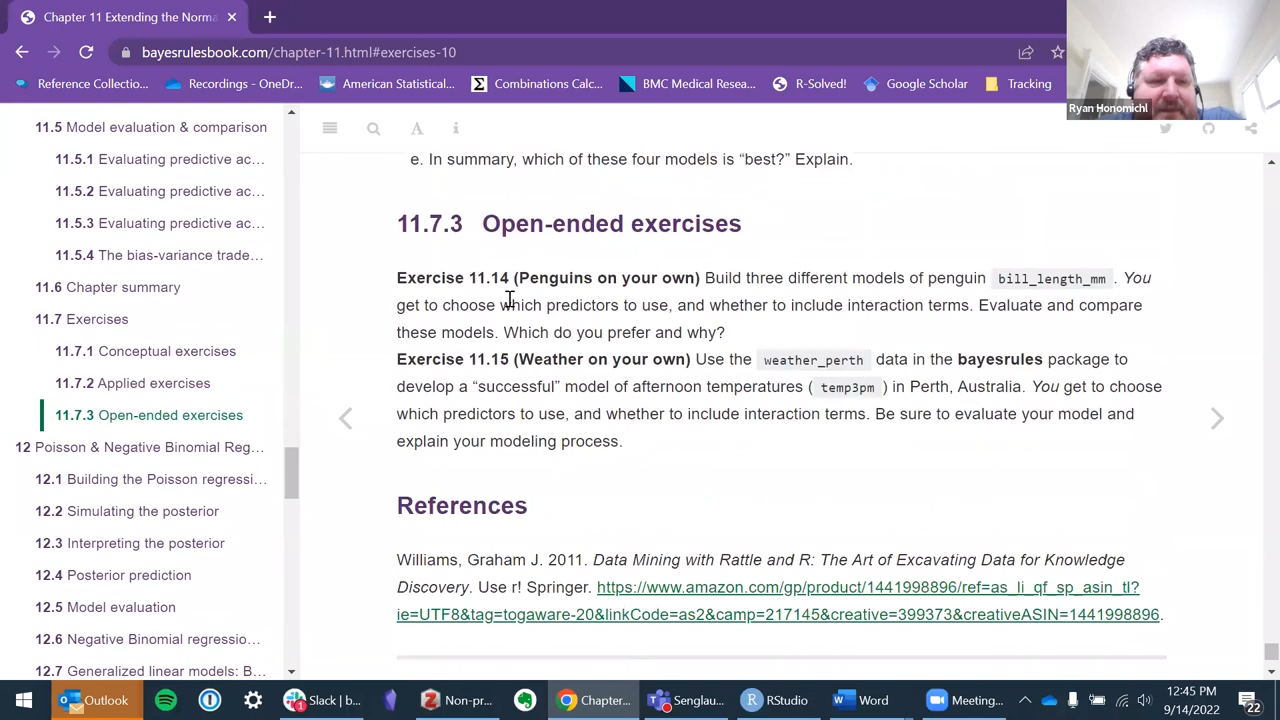 Chapter 11 Extending the Norma
bayesrulesbook.com/chapter-11.html#exercises-10
Reference Collection... Recordings - OneDr... American Statistical... Combinations Calc... BMC Medical Resea... R-Solved! Google Scholar Tracking
Ryan Honomichl
11.5 Model evaluation & comparison
11.5.1 Evaluating predictive ac...
11.5.2 Evaluating predictive ac...
11.5.3 Evaluating predictive ac...
11.5.4 The bias-variance trade...
11.6 Chapter summary
11.7 Exercises
11.7.1 Conceptual exercises
11.7.2 Applied exercises
11.7.3 Open-ended exercises
12 Poisson & Negative Binomial Reg...
12.1 Building the Poisson regressi...
12.2 Simulating the posterior
12.3 Interpreting the posterior
12.4 Posterior prediction
12.5 Model evaluation
12.6 Negative Binomial regressio...
12.7 Generalized linear models: B...
e. In summary, which of these four models is “best?” Explain.
11.7.3 Open-ended exercises
Exercise 11.14 (Penguins on your own) Build three different models of penguin bill_length_mm . You
get to choose which predictors to use, and whether to include interaction terms. Evaluate and compare
these models. Which do you prefer and why?
Exercise 11.15 (Weather on your own) Use the weather_perth data in the bayesrules package to
develop a “successful” model of afternoon temperatures ( temp3pm ) in Perth, Australia. You get to choose
which predictors to use, and whether to include interaction terms. Be sure to evaluate your model and
explain your modeling process.
References
Williams, Graham J. 2011. Data Mining with Rattle and R: The Art of Excavating Data for Knowledge
Discovery. Use r! Springer. https://www.amazon.com/gp/product/1441998896/ref=as_li_qf_sp_asin_tl?
ie=UTF8&tag=togaware-20&linkCode=as2&camp=217145&creative=399373&creativeASIN=1441998896.
Outlook Slack | b... Non-pr... Chapter... Senglau... RStudio Word Meeting...
12:45 PM
9/14/2022
22